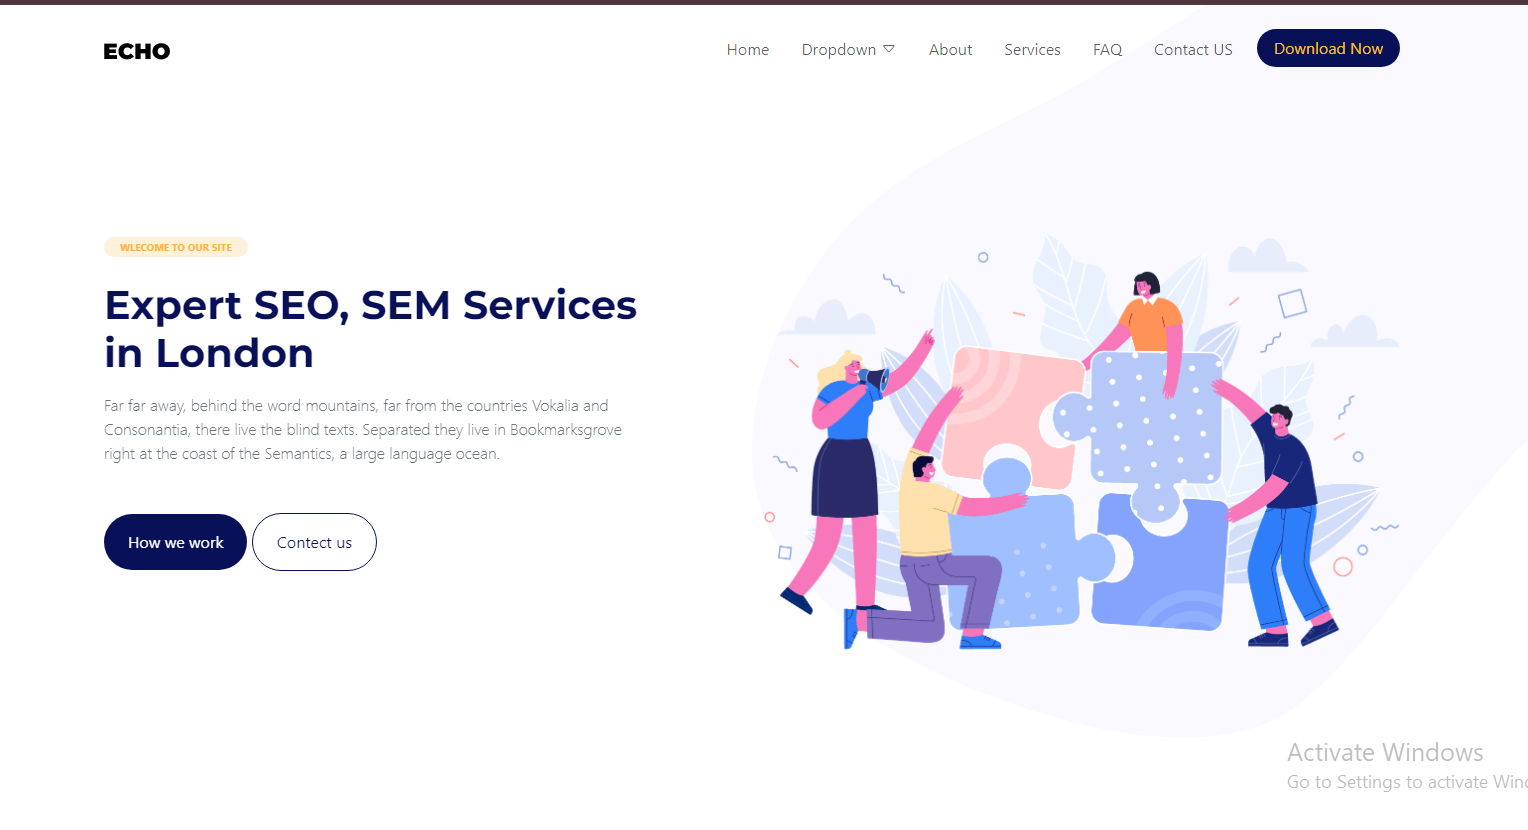 ECHO
Home Dropdown About Services FAQ Contact US Download Now
WLECOME TO OUR SITE
Expert SEO, SEM Services
in London
Far far away, behind the word mountains, far from the countries Vokalia and
Consonantia, there live the blind texts. Separated they live in Bookmarksgrove
right at the coast of the Semantics, a large language ocean.
How we work Contect us
Activate Windows
Go to Settings to activate Wind